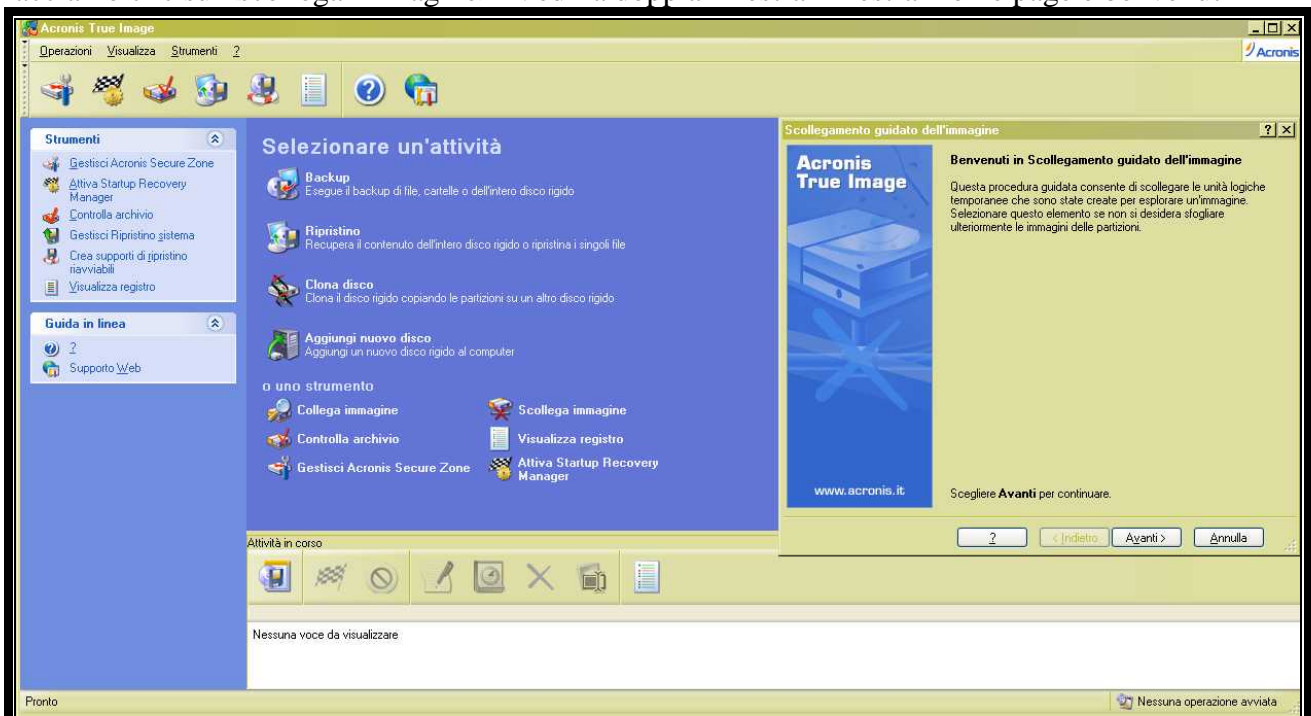 Acronis True Image
Operazioni Visualizza Strumenti ?
Acronis
Strumenti
Gestisci Acronis Secure Zone
Attiva Startup Recovery
Manager
Controlla archivio
Gestisci Ripristino sistema
Crea supporti di ripristino
riavviabili
Visualizza registro
Guida in linea
?
Supporto Web
Selezionare un'attività
Backup
Esegue il backup di file, cartelle o dell'intero disco rigido
Ripristino
Recupera il contenuto dell'intero disco rigido o ripristina i singoli file
Clona disco
Clona il disco rigido copiando le partizioni su un altro disco rigido
Aggiungi nuovo disco
Aggiungi un nuovo disco rigido al computer
o uno strumento
Collega immagine
Scollega immagine
Controlla archivio
Visualizza registro
Gestisci Acronis Secure Zone
Attiva Startup Recovery
Manager
Scollegamento guidato dell'immagine
Acronis
True Image
www.acronis.it
Benvenuti in Scollegamento guidato dell'immagine
Questa procedura guidata consente di scollegare le unità logiche
temporanee che sono state create per esplorare un'immagine.
Selezionare questo elemento se non si desidera sfogliare
ulteriormente le immagini delle partizioni.
Scegliere Avanti per continuare.
? < Indietro Avanti > Annulla
Attività in corso
Nessuna voce da visualizzare
Pronto
Nessuna operazione avviata